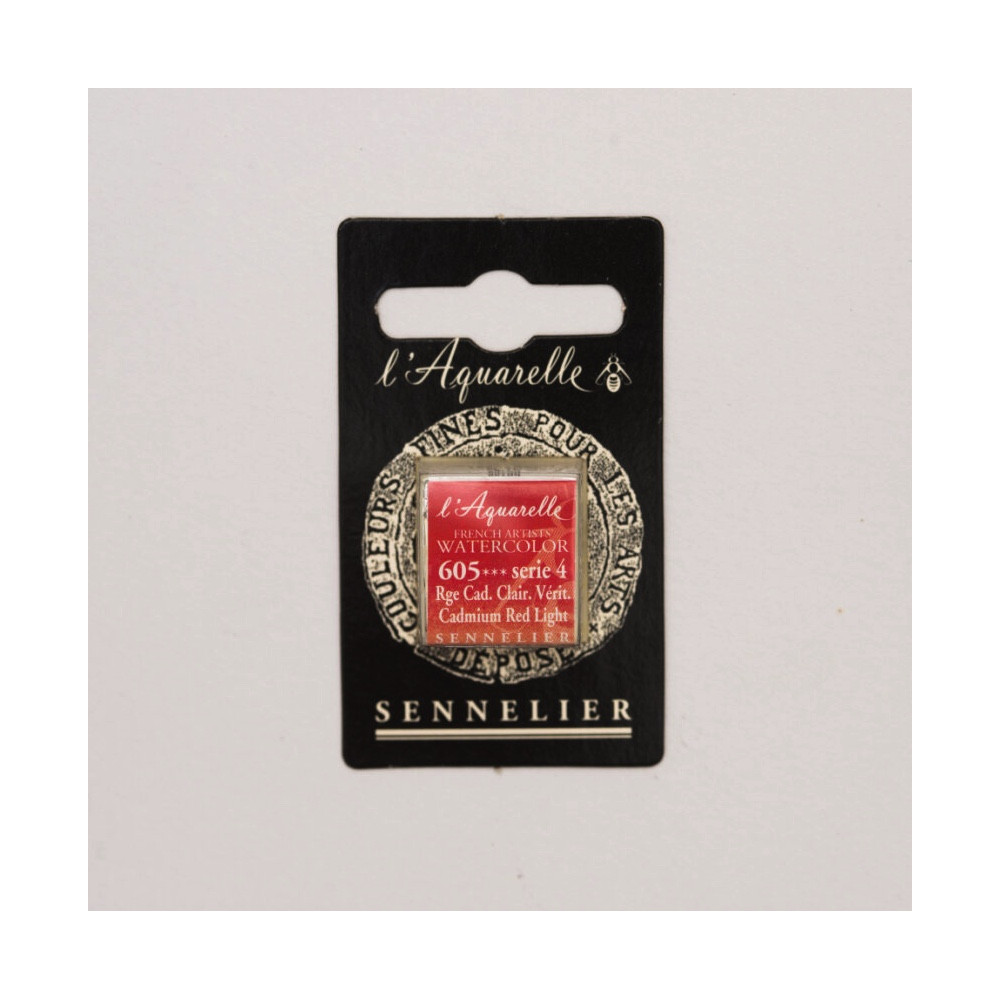 l'Aquarelle
COULEURS FINES POUR LES ARTS
DÉPOSÉ
l'Aquarelle
FRENCH ARTISTS'
WATERCOLOR
605*** serie 4
Rge Cad. Clair. Vérit.
Cadmium Red Light
SENNELIER
SENNELIER